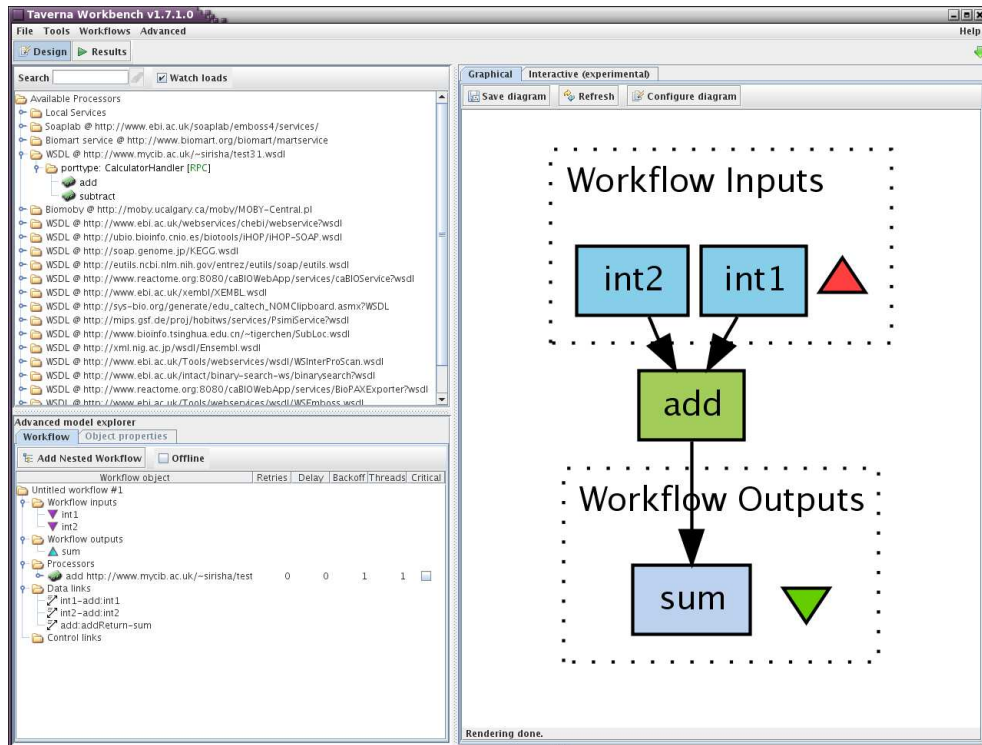 Taverna Workbench v1.7.1.0
File Tools Workflows Advanced Help
Design Results
Search Watch loads
Available Processors
Local Services
Soaplab @ http://www.ebi.ac.uk/soaplab/emboss4/services/
Biomart service @ http://www.biomart.org/biomart/martservice
WSDL @ http://www.mycib.ac.uk/~sirisha/test31.wsdl
porttype: CalculatorHandler [RPC]
add
subtract
Biomoby @ http://moby.ucalgary.ca/moby/MOBY-Central.pl
WSDL @ http://www.ebi.ac.uk/webservices/chebi/webservice?wsdl
WSDL @ http://ubio.bioinfo.cnio.es/biotools/iHOP/iHOP-SOAP.wsdl
WSDL @ http://soap.genome.jp/KEGG.wsdl
WSDL @ http://eutils.ncbi.nlm.nih.gov/entrez/eutils/soap/eutils.wsdl
WSDL @ http://www.reactome.org:8080/caBIOWebApp/services/caBIOService?wsdl
WSDL @ http://www.ebi.ac.uk/xembl/XEMBL.wsdl
WSDL @ http://sys-bio.org/generate/edu_caltech_NOMClipboard.asmx?WSDL
WSDL @ http://mips.gsf.de/proj/hobitws/services/PsimiService?wsdl
WSDL @ http://www.bioinfo.tsinghua.edu.cn/~tigerchen/SubLoc.wsdl
WSDL @ http://xml.nig.ac.jp/wsdl/Ensembl.wsdl
WSDL @ http://www.ebi.ac.uk/Tools/webservices/wsdl/WSInterProScan.wsdl
WSDL @ http://www.ebi.ac.uk/intact/binary-search-ws/binarysearch?wsdl
WSDL @ http://www.reactome.org:8080/caBIOWebApp/services/BioPAXExporter?wsdl
WSDL @ http://www.ebi.ac.uk/Tools/webservices/wsdl/WSEmboss.wsdl
Advanced model explorer
Workflow Object properties
Add Nested Workflow Offline
Workflow object Retries Delay Backoff Threads Critical
Untitled workflow #1
Workflow inputs
int1
int2
Workflow outputs
sum
Processors
add http://www.mycib.ac.uk/~sirisha/test 0 0 1 1
Data links
int1-add:int1
int2-add:int2
add:addReturn-sum
Control links
Graphical Interactive (experimental)
Save diagram Refresh Configure diagram
Workflow Inputs
int2 int1
add
Workflow Outputs
sum
Rendering done.